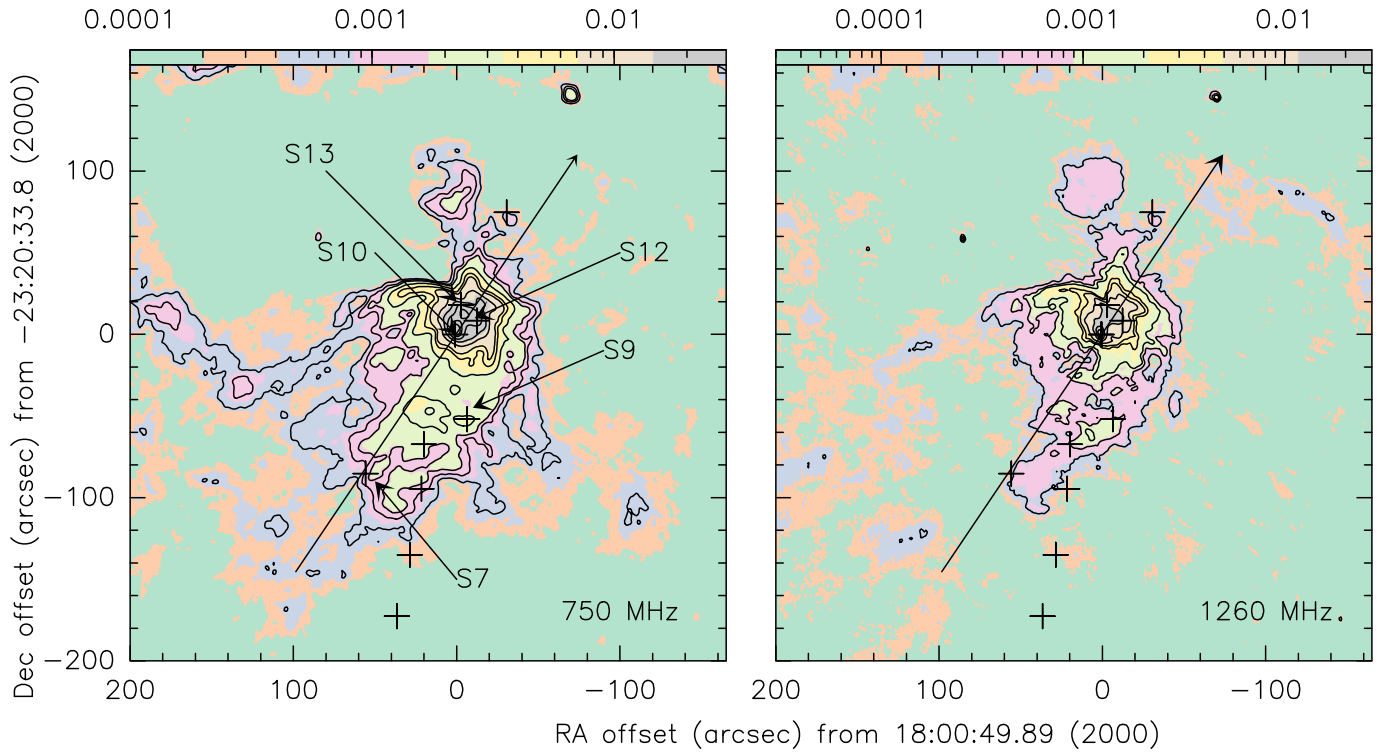 0.0001 0.001 0.01 0.0001 0.001 0.01
Dec offset (arcsec) from −23:20:33.8 (2000)
100
0
−100
−200
S13
S10
S12
S9
S7
750 MHz
1260 MHz
200 100 0 −100 200 100 0 −100
RA offset (arcsec) from 18:00:49.89 (2000)